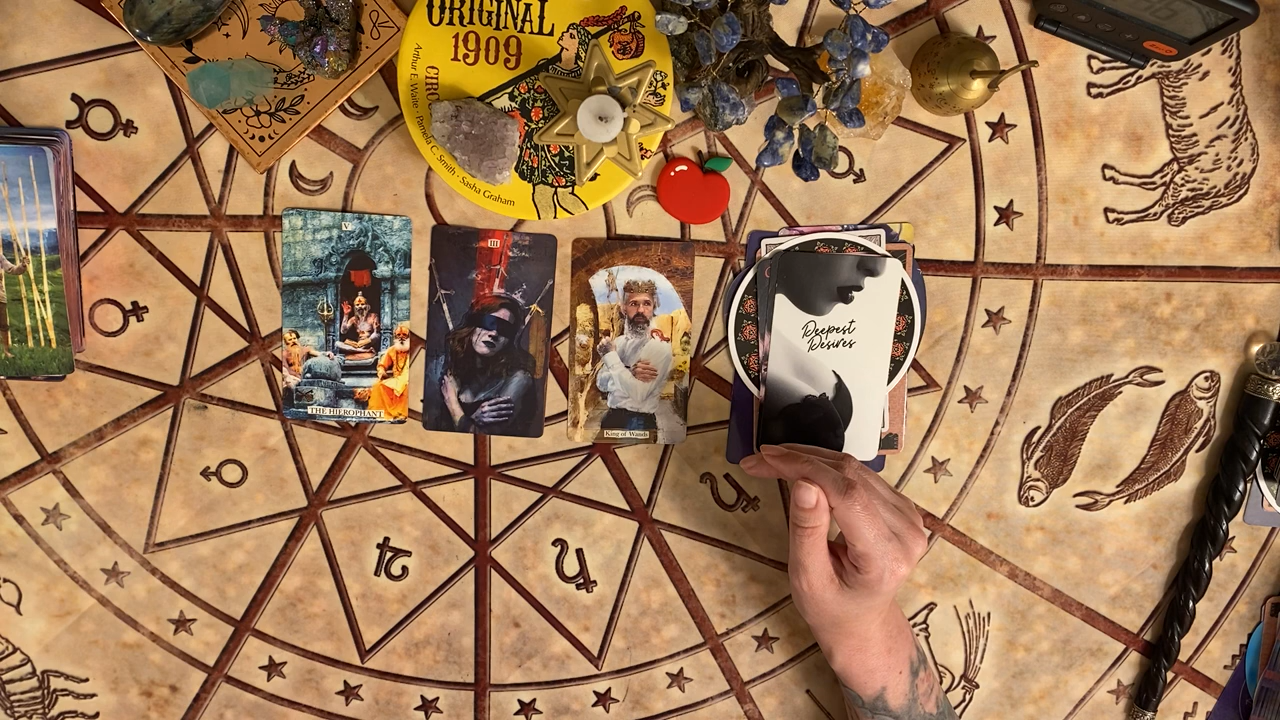 ORIGINAL
1909
Arthur E. Waite · Pamela C. Smith · Sasha Graham
V
THE HIEROPHANT
III
King of Wands
Deepest
Desires